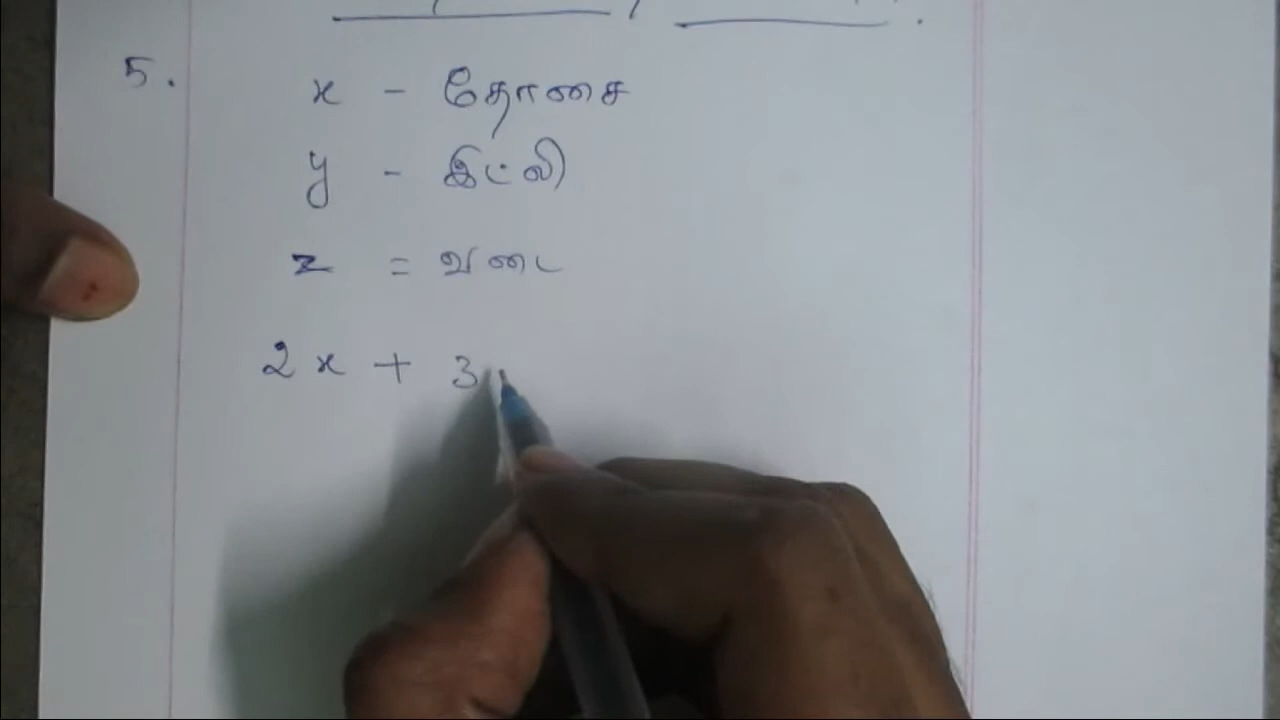 5. x - தோசை
y - இட்லி
z = வடை
2x + 3